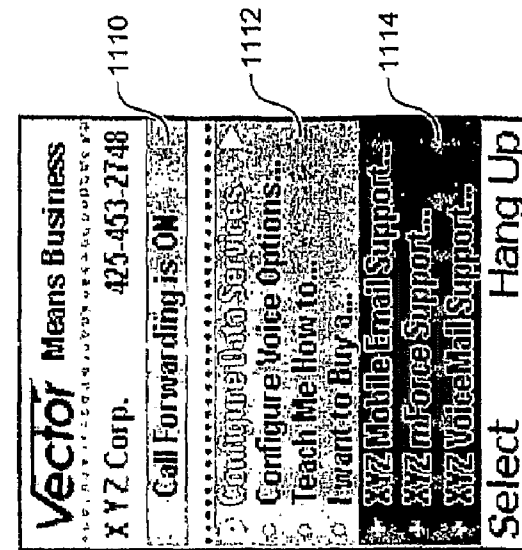 Vector Means Business
XYZ Corp. 425-453-2748
Call Forwarding is ON
Configure Data Services
Configure Voice Options...
Teach Me How to...
I want to Buy a...
XYZ Mobile Email Support...
XYZ mForce Support...
XYZ VoiceMail Support...
Select Hang Up
1110
1112
1114